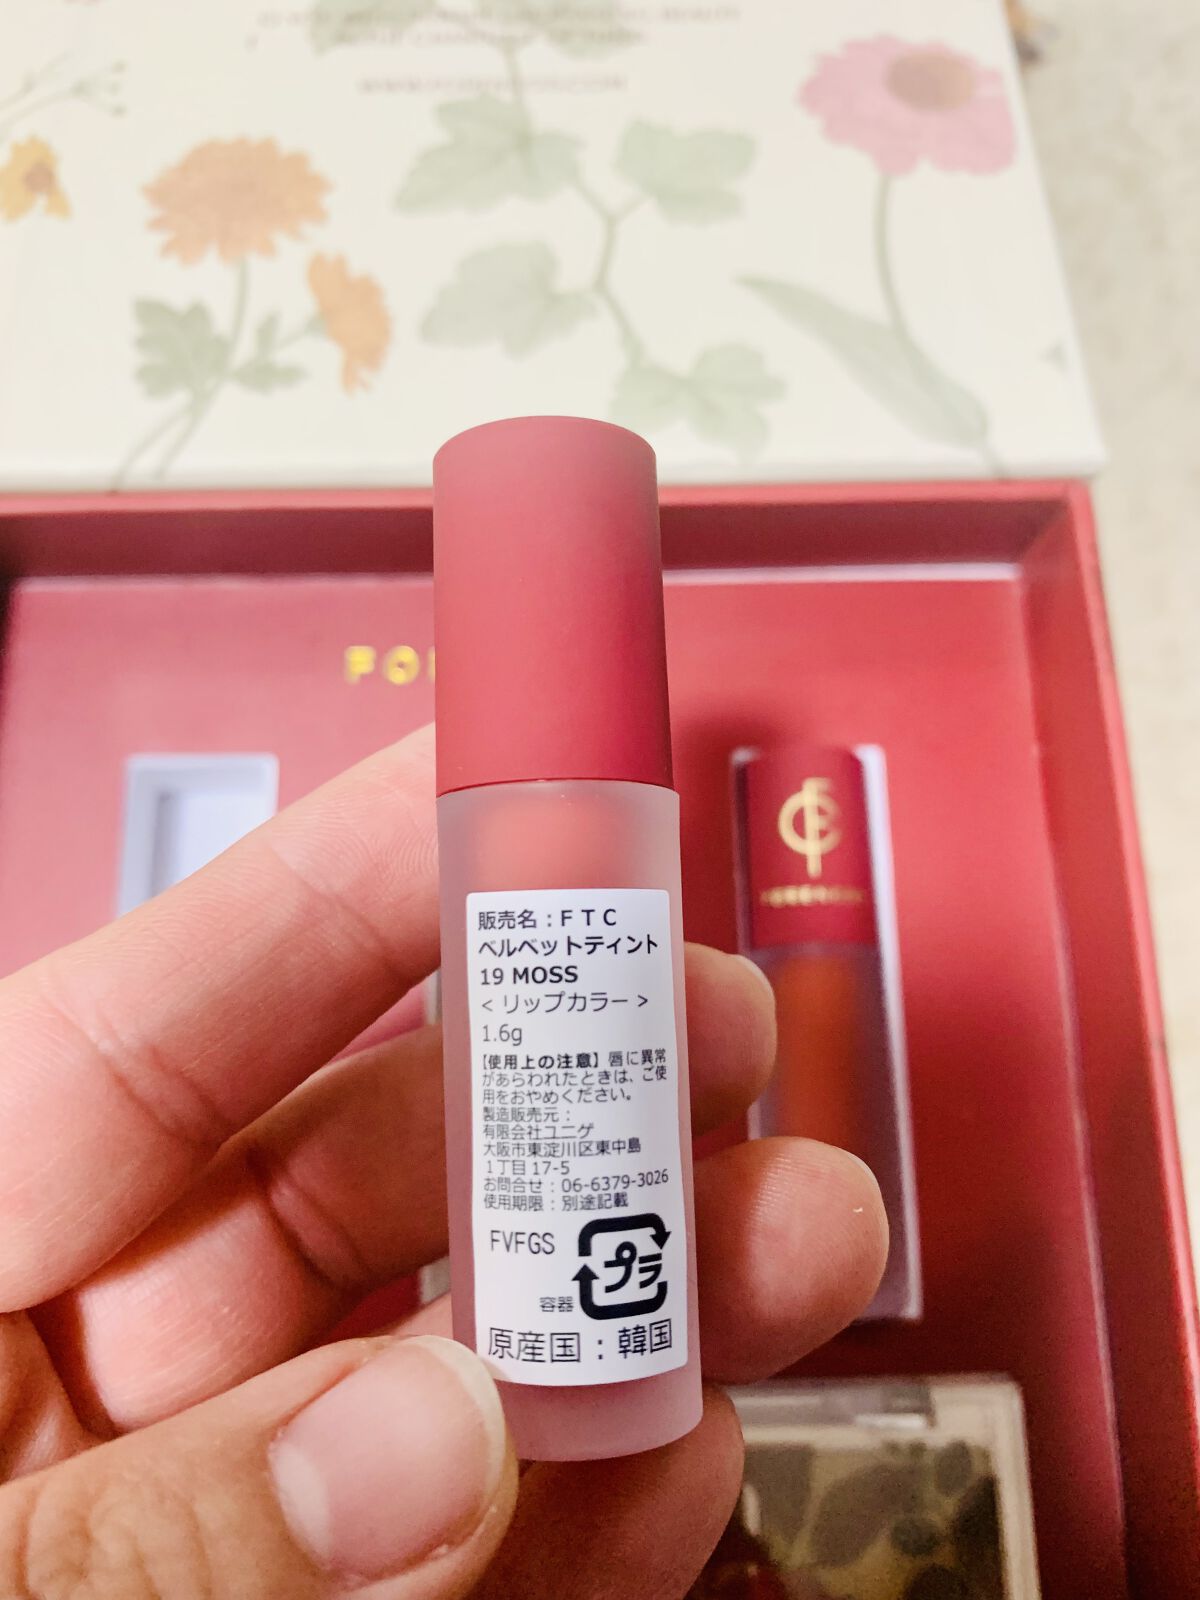 販売名：ＦＴＣ
ベルベットティント
19 MOSS
＜リップカラー＞
1.6g
【使用上の注意】唇に異常
があらわれたときは、ご使
用をおやめください。
製造販売元：
有限会社ユニゲ
大阪市東淀川区東中島
１丁目17-5
お問合せ：06-6379-3026
使用期限：別途記載
FVFGS
プラ
容器
原産国：韓国